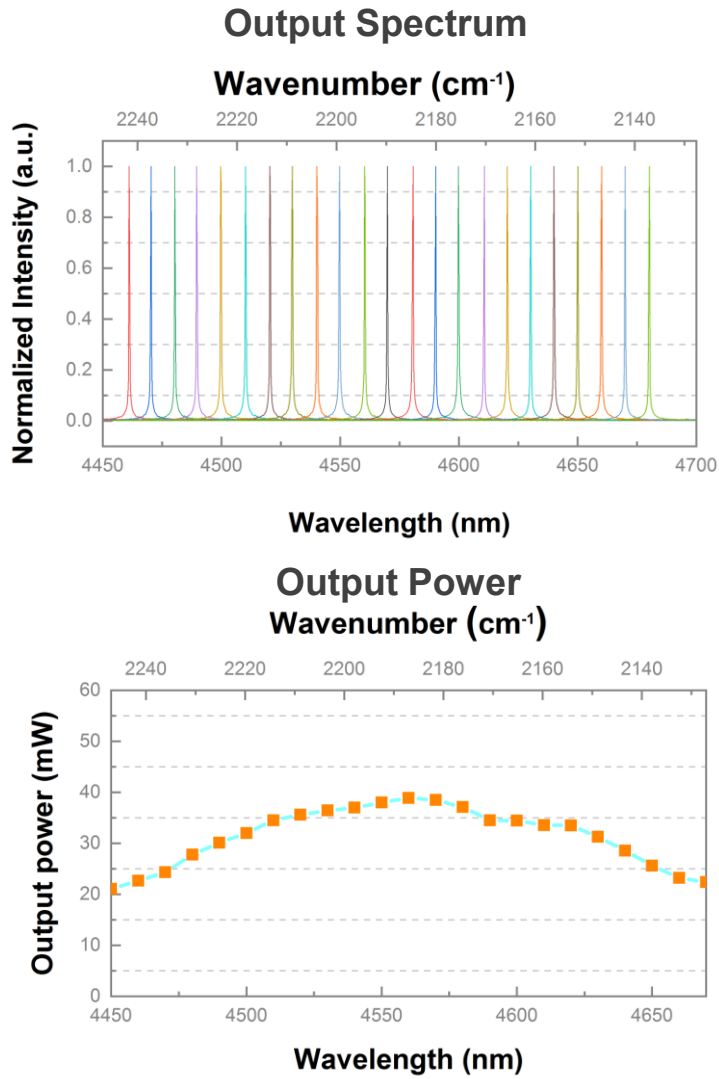 Output Spectrum
Wavenumber (cm-1)
2240 2220 2200 2180 2160 2140
Normalized Intensity (a.u.)
1.0
0.8
0.6
0.4
0.2
0.0
4450 4500 4550 4600 4650 4700
Wavelength (nm)
Output Power
Wavenumber (cm-1)
2240 2220 2200 2180 2160 2140
Output power (mW)
60
50
40
30
20
10
0
4450 4500 4550 4600 4650
Wavelength (nm)